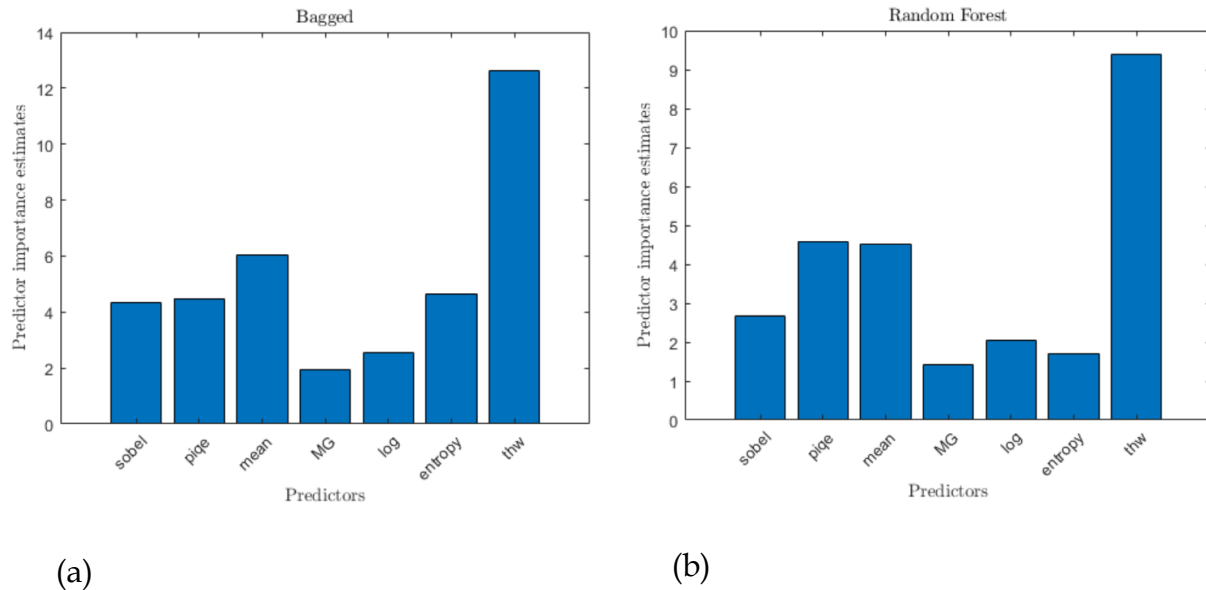 Bagged
Predictor importance estimates
14
12
10
8
6
4
2
0
sobel
piqe
mean
MG
log
entropy
thw
Predictors
(a)
Random Forest
Predictor importance estimates
10
9
8
7
6
5
4
3
2
1
0
sobel
piqe
mean
MG
log
entropy
thw
Predictors
(b)